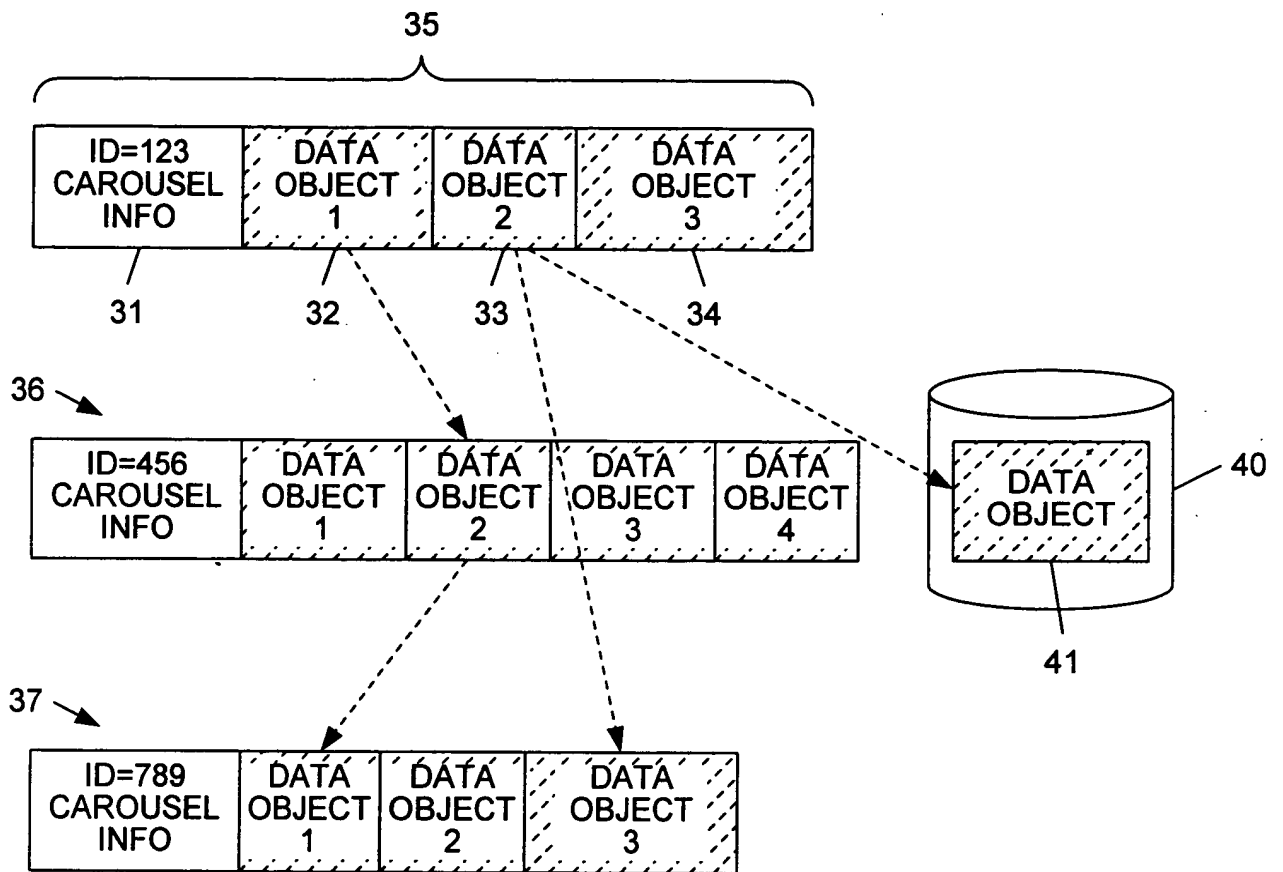 35
ID=123
CAROUSEL
INFO
DATA
OBJECT
1
DATA
OBJECT
2
DATA
OBJECT
3
31
32
33
34
36
ID=456
CAROUSEL
INFO
DATA
OBJECT
1
DATA
OBJECT
2
DATA
OBJECT
3
DATA
OBJECT
4
DATA
OBJECT
40
41
37
ID=789
CAROUSEL
INFO
DATA
OBJECT
1
DATA
OBJECT
2
DATA
OBJECT
3